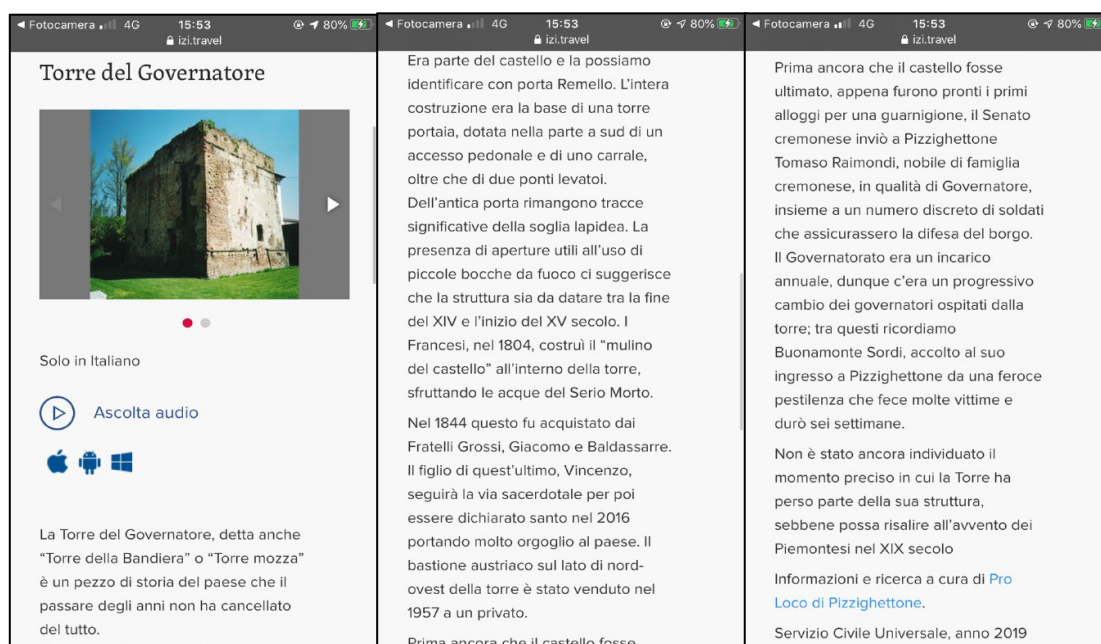 ◄ Fotocamera 4G 15:53 80%
izi.travel
Torre del Governatore
Solo in Italiano
Ascolta audio
La Torre del Governatore, detta anche
“Torre della Bandiera” o “Torre mozza”
è un pezzo di storia del paese che il
passare degli anni non ha cancellato
del tutto.
◄ Fotocamera 4G 15:53 80%
izi.travel
Era parte del castello e la possiamo
identificare con porta Remello. L’intera
costruzione era la base di una torre
portaia, dotata nella parte a sud di un
accesso pedonale e di uno carrale,
oltre che di due ponti levatoi.
Dell’antica porta rimangono tracce
significative della soglia lapidea. La
presenza di aperture utili all’uso di
piccole bocche da fuoco ci suggerisce
che la struttura sia da datare tra la fine
del XIV e l’inizio del XV secolo. I
Francesi, nel 1804, costruì il “mulino
del castello” all’interno della torre,
sfruttando le acque del Serio Morto.
Nel 1844 questo fu acquistato dai
Fratelli Grossi, Giacomo e Baldassarre.
Il figlio di quest’ultimo, Vincenzo,
seguirà la via sacerdotale per poi
essere dichiarato santo nel 2016
portando molto orgoglio al paese. Il
bastione austriaco sul lato di nord-
ovest della torre è stato venduto nel
1957 a un privato.
Prima ancora che il castello fosse
◄ Fotocamera 4G 15:53 80%
izi.travel
Prima ancora che il castello fosse
ultimato, appena furono pronti i primi
alloggi per una guarnigione, il Senato
cremonese inviò a Pizzighettone
Tomaso Raimondi, nobile di famiglia
cremonese, in qualità di Governatore,
insieme a un numero discreto di soldati
che assicurassero la difesa del borgo.
Il Governatorato era un incarico
annuale, dunque c’era un progressivo
cambio dei governatori ospitati dalla
torre; tra questi ricordiamo
Buonamonte Sordi, accolto al suo
ingresso a Pizzighettone da una feroce
pestilenza che fece molte vittime e
durò sei settimane.
Non è stato ancora individuato il
momento preciso in cui la Torre ha
perso parte della sua struttura,
sebbene possa risalire all’avvento dei
Piemontesi nel XIX secolo
Informazioni e ricerca a cura di Pro
Loco di Pizzighettone.
Servizio Civile Universale, anno 2019